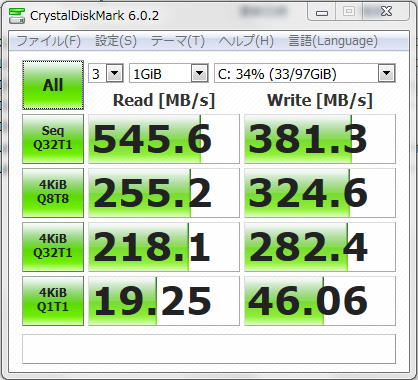 CrystalDiskMark 6.0.2
ファイル(F) 設定(S) テーマ(T) ヘルプ(H) 言語(Language)
All 3 1GiB C: 34% (33/97GiB)
Read [MB/s] Write [MB/s]
Seq Q32T1 545.6 381.3
4KiB Q8T8 255.2 324.6
4KiB Q32T1 218.1 282.4
4KiB Q1T1 19.25 46.06